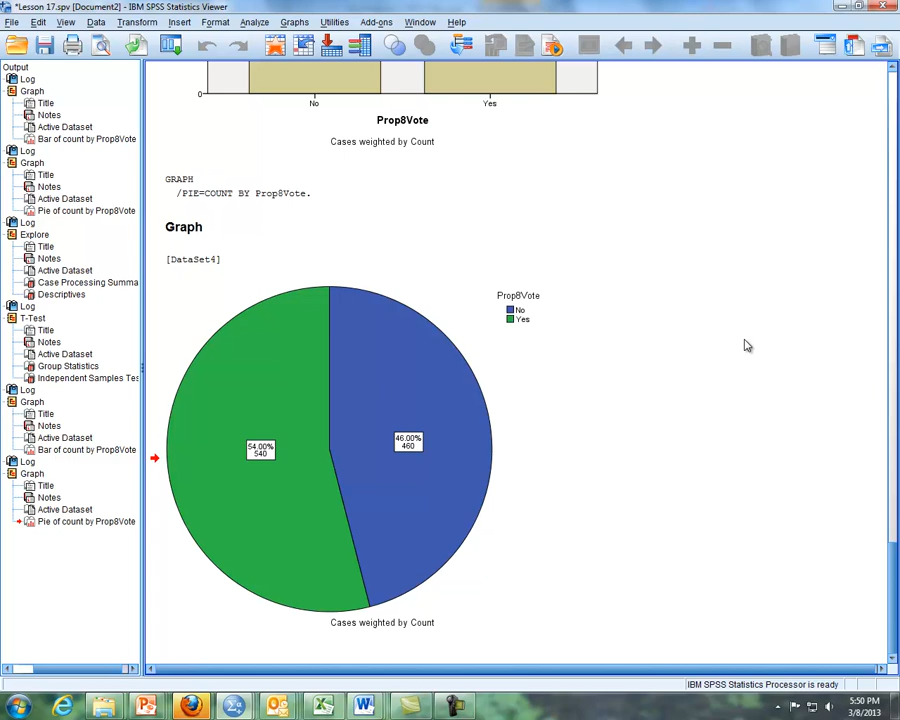 *Lesson 17.spv [Document2] - IBM SPSS Statistics Viewer
File Edit View Data Transform Insert Format Analyze Graphs Utilities Add-ons Window Help
Output
Log
Graph
Title
Notes
Active Dataset
Bar of count by Prop8Vote
Log
Graph
Title
Notes
Active Dataset
Pie of count by Prop8Vote
Log
Explore
Title
Notes
Active Dataset
Case Processing Summa
Descriptives
Log
T-Test
Title
Notes
Active Dataset
Group Statistics
Independent Samples Tes
Log
Graph
Title
Notes
Active Dataset
Bar of count by Prop8Vote
Log
Graph
Title
Notes
Active Dataset
Pie of count by Prop8Vote
0
No Yes
Prop8Vote
Cases weighted by Count
GRAPH
/PIE=COUNT BY Prop8Vote.
Graph
[DataSet4]
Prop8Vote
No
Yes
54.00%
540
46.00%
460
Cases weighted by Count
IBM SPSS Statistics Processor is ready
5:50 PM
3/8/2013